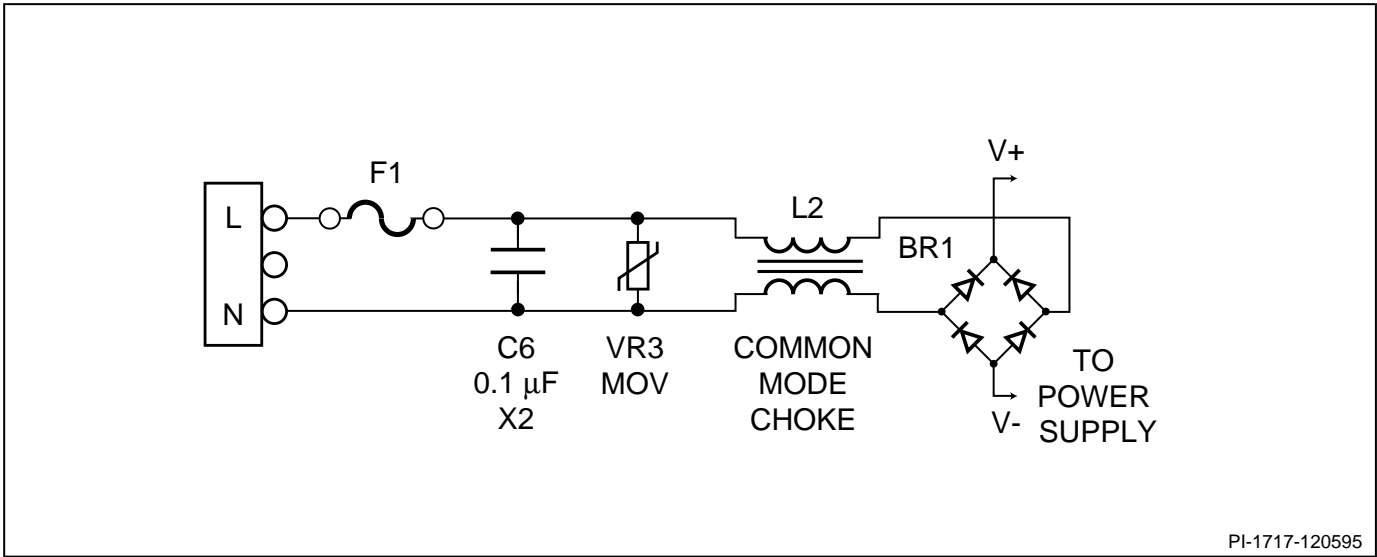 F1
L
N
C6
0.1 μF
X2
VR3
MOV
L2
COMMON
MODE
CHOKE
BR1
V+
V-
TO
POWER
SUPPLY
PI-1717-120595